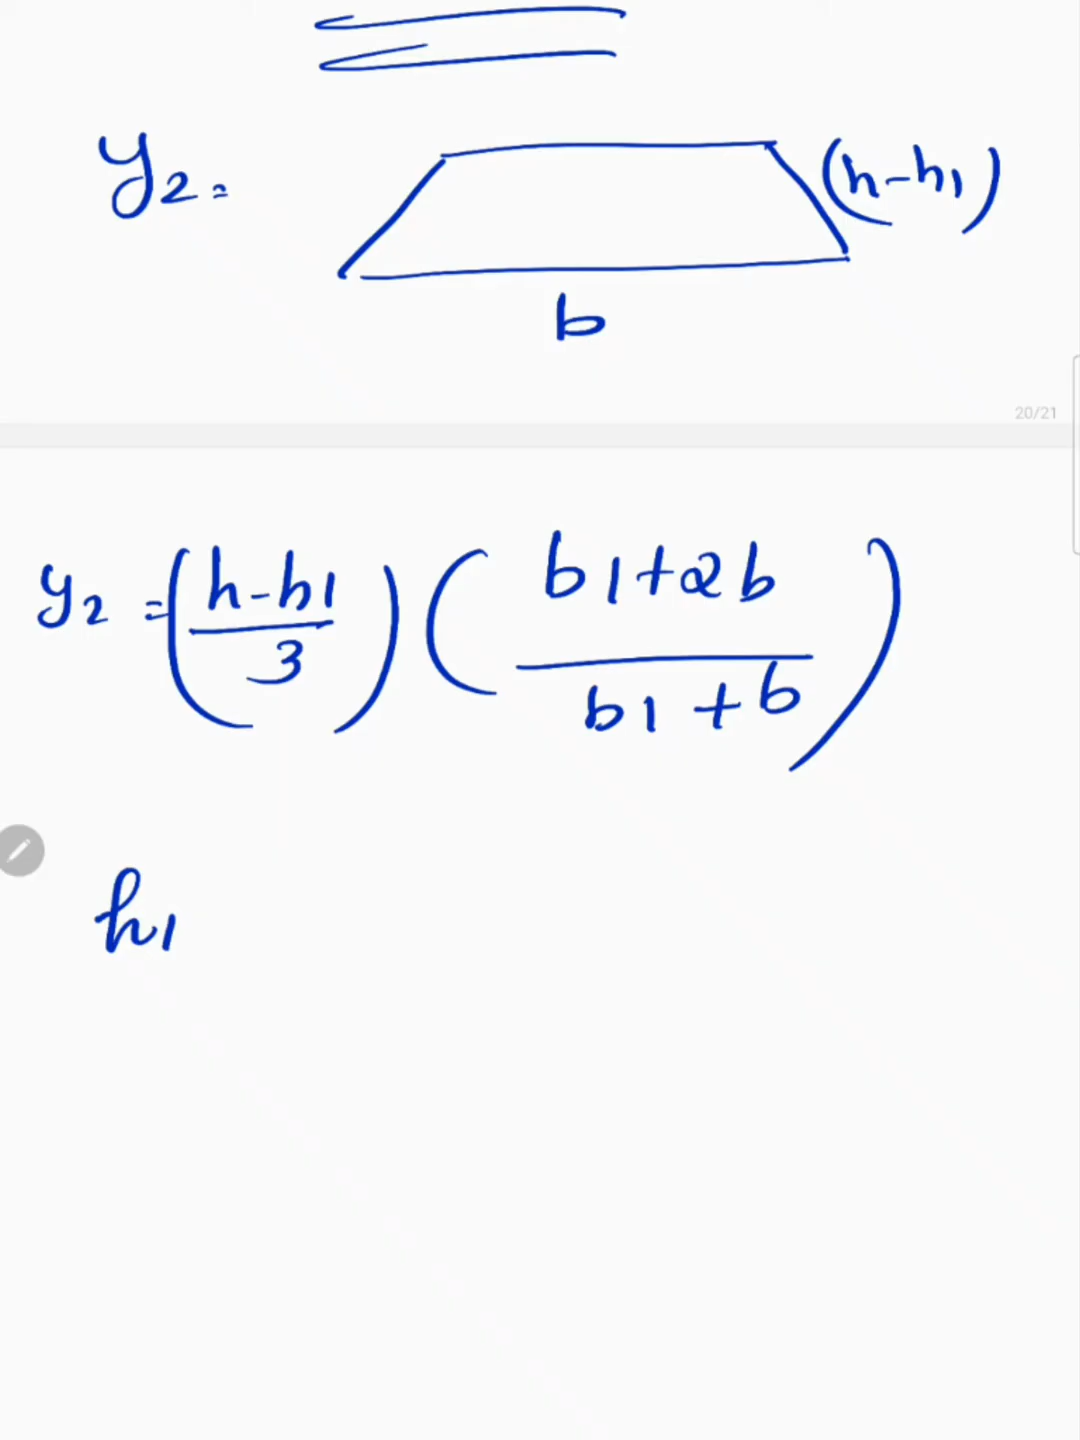 y2 =
(h-h1)
b
20/21
y2 = (h-h1/3) (b1+2b/b1+b)
h1